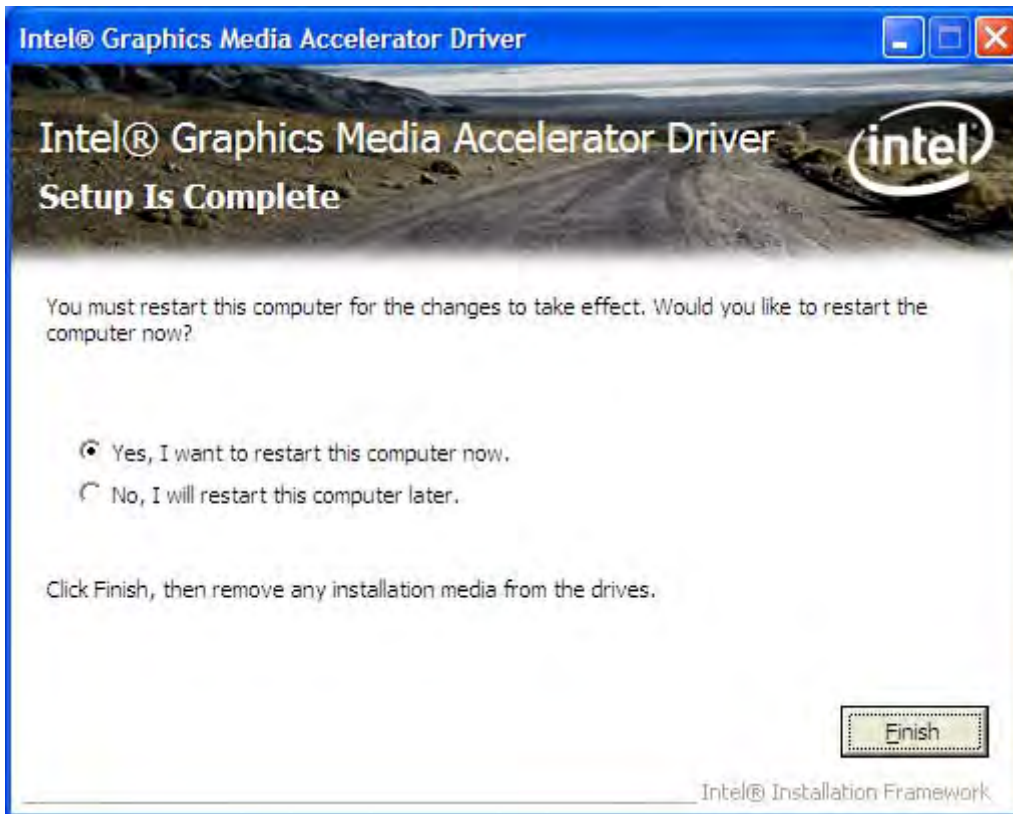 Intel® Graphics Media Accelerator Driver
Intel® Graphics Media Accelerator Driver
intel
Setup Is Complete
You must restart this computer for the changes to take effect. Would you like to restart the
computer now?
Yes, I want to restart this computer now.
No, I will restart this computer later.
Click Finish, then remove any installation media from the drives.
Finish
Intel® Installation Framework